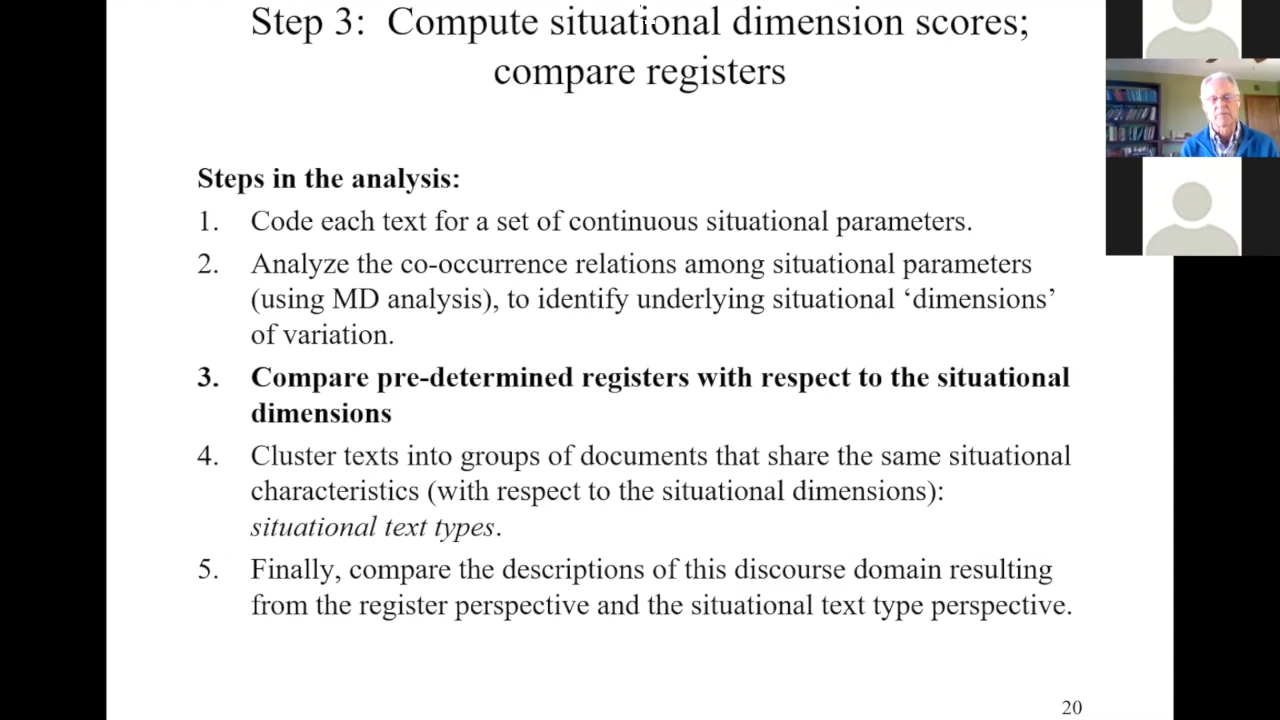 Step 3: Compute situational dimension scores;
compare registers
Steps in the analysis:
1. Code each text for a set of continuous situational parameters.
2. Analyze the co-occurrence relations among situational parameters
(using MD analysis), to identify underlying situational ‘dimensions’
of variation.
3. Compare pre-determined registers with respect to the situational
dimensions
4. Cluster texts into groups of documents that share the same situational
characteristics (with respect to the situational dimensions):
situational text types.
5. Finally, compare the descriptions of this discourse domain resulting
from the register perspective and the situational text type perspective.
20